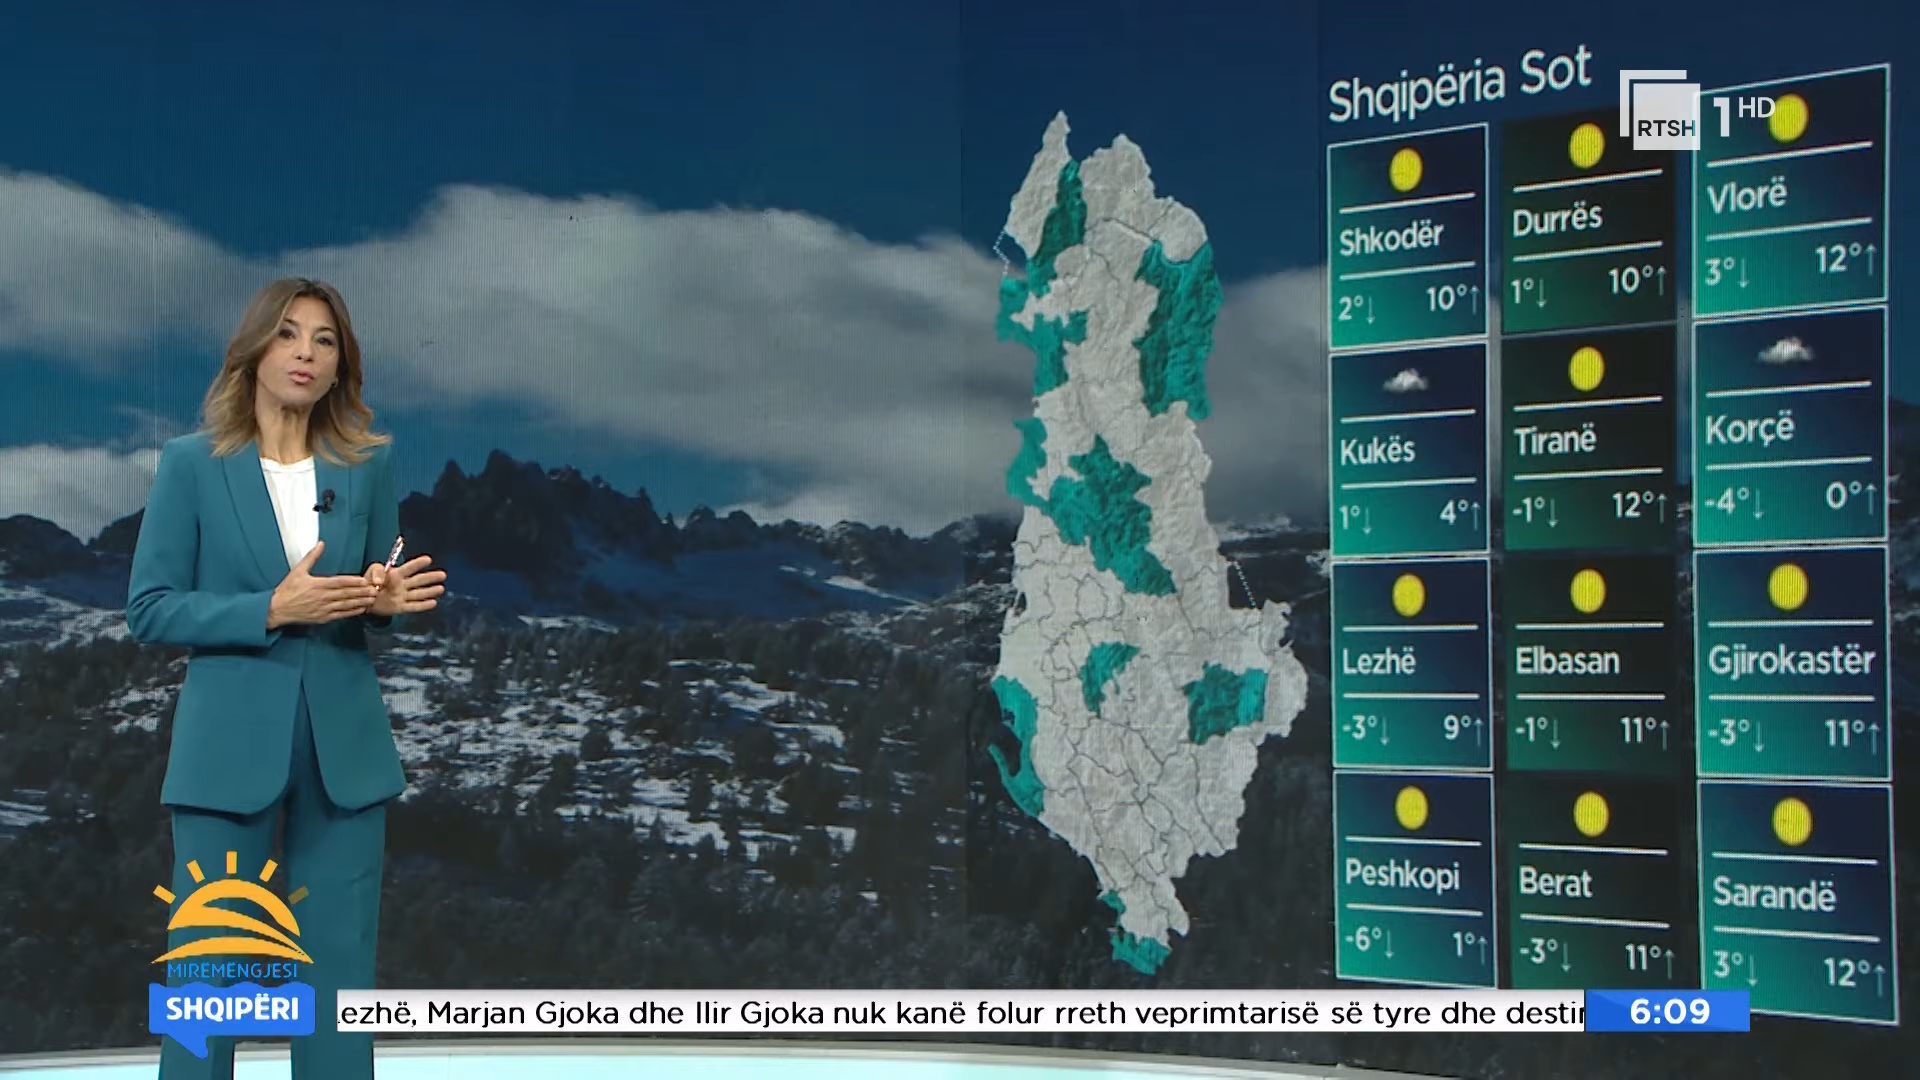 Shqipëria Sot
RTSH 1 HD
Shkodër
2°↓ 10°↑
Durrës
1°↓ 10°↑
Vlorë
3°↓ 12°↑
Kukës
1°↓ 4°↑
Tiranë
-1°↓ 12°↑
Korçë
-4°↓ 0°↑
Lezhë
-3°↓ 9°↑
Elbasan
-1°↓ 11°↑
Gjirokastër
-3°↓ 11°↑
Peshkopi
-6°↓ 1°↑
Berat
-3°↓ 11°↑
Sarandë
3°↓ 12°↑
MIREMENGJESI
SHQIPËRI
ezhë, Marjan Gjoka dhe Ilir Gjoka nuk kanë folur rreth veprimtarisë së tyre dhe destin
6:09